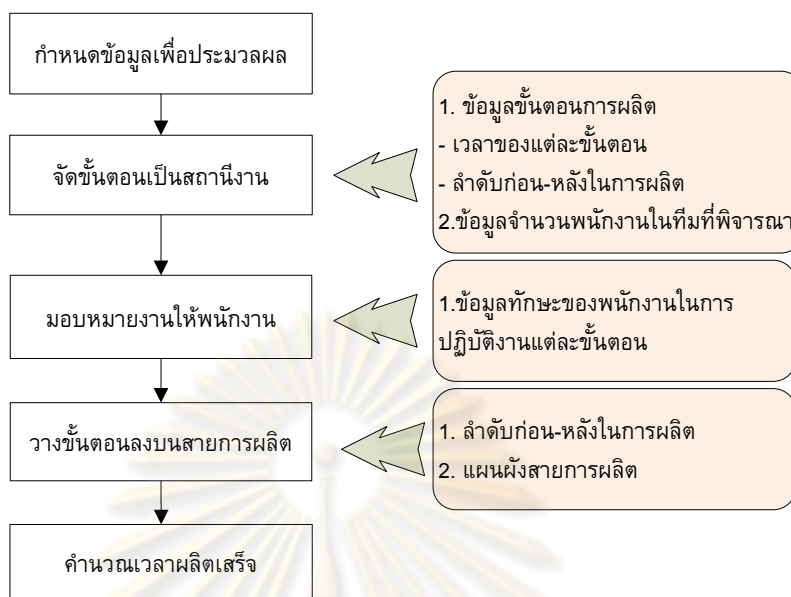 กำหนดข้อมูลเพื่อประมวลผล
จัดขั้นตอนเป็นสถานีงาน
1. ข้อมูลขั้นตอนการผลิต
- เวลาของแต่ละขั้นตอน
- ลำดับก่อน-หลังในการผลิต
2.ข้อมูลจำนวนพนักงานในทีมที่พิจารณา
มอบหมายงานให้พนักงาน
1.ข้อมูลทักษะของพนักงานในการ
ปฏิบัติงานแต่ละขั้นตอน
วางขั้นตอนลงบนสายการผลิต
1. ลำดับก่อน-หลังในการผลิต
2. แผนผังสายการผลิต
คำนวณเวลาผลิตเสร็จ